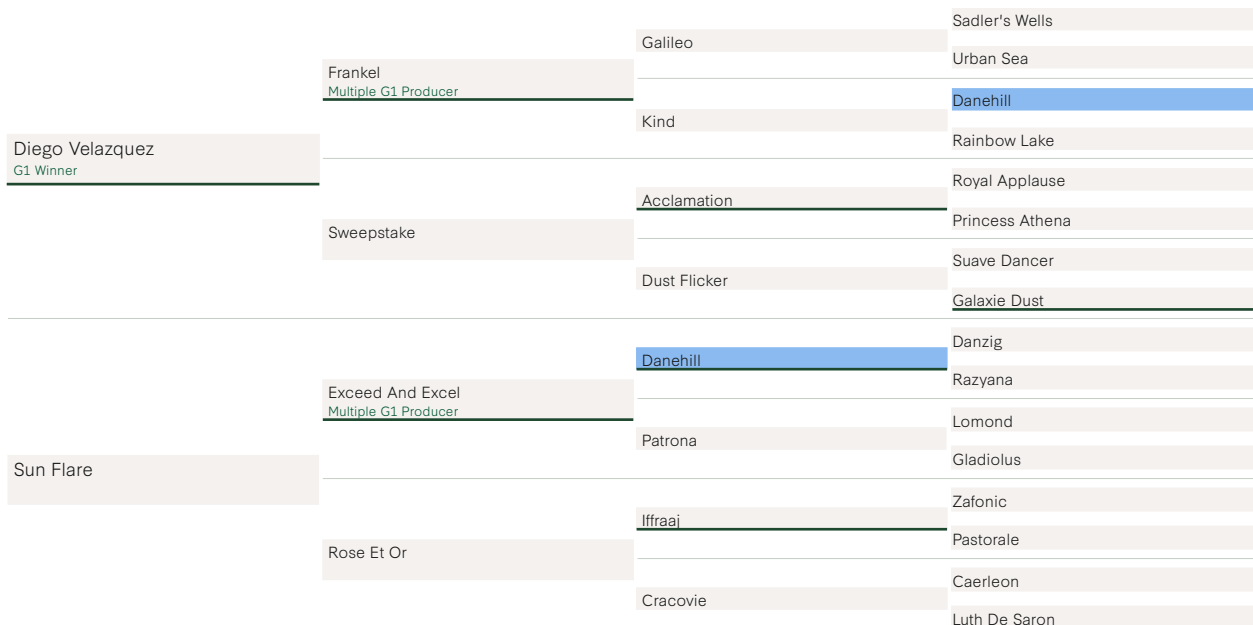 Diego Velazquez
G1 Winner
Sun Flare
Frankel
Multiple G1 Producer
Sweepstake
Exceed And Excel
Multiple G1 Producer
Rose Et Or
Galileo
Kind
Acclamation
Dust Flicker
Danehill
Patrona
Iffraaj
Cracovie
Sadler's Wells
Urban Sea
Danehill
Rainbow Lake
Royal Applause
Princess Athena
Suave Dancer
Galaxie Dust
Danzig
Razyana
Lomond
Gladiolus
Zafonic
Pastorale
Caerleon
Luth De Saron